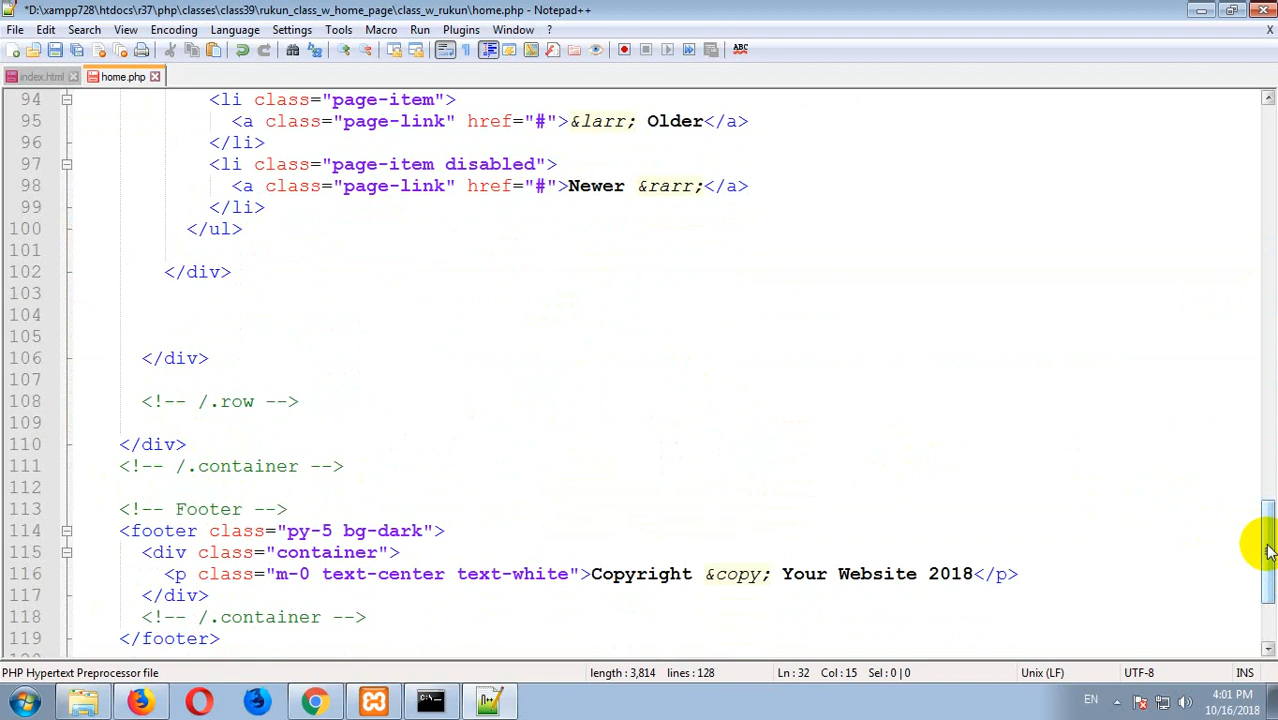 *D:\xampp728\htdocs\r37\php\classes\class39\rukun_class_w_home_page\class_w_rukun\home.php - Notepad++
File Edit Search View Encoding Language Settings Tools Macro Run Plugins Window ? X
ABC
index.html home.php
94 <li class="page-item">
95 <a class="page-link" href="#">&larr; Older</a>
96 </li>
97 <li class="page-item disabled">
98 <a class="page-link" href="#">Newer &rarr;</a>
99 </li>
100 </ul>
101
102 </div>
103
104
105
106 </div>
107
108 <!-- /.row -->
109
110 </div>
111 <!-- /.container -->
112
113 <!-- Footer -->
114 <footer class="py-5 bg-dark">
115 <div class="container">
116 <p class="m-0 text-center text-white">Copyright &copy; Your Website 2018</p>
117 </div>
118 <!-- /.container -->
119 </footer>
PHP Hypertext Preprocessor file length : 3,814 lines : 128 Ln : 32 Col : 15 Sel : 0 | 0 Unix (LF) UTF-8 INS
EN 4:01 PM
10/16/2018